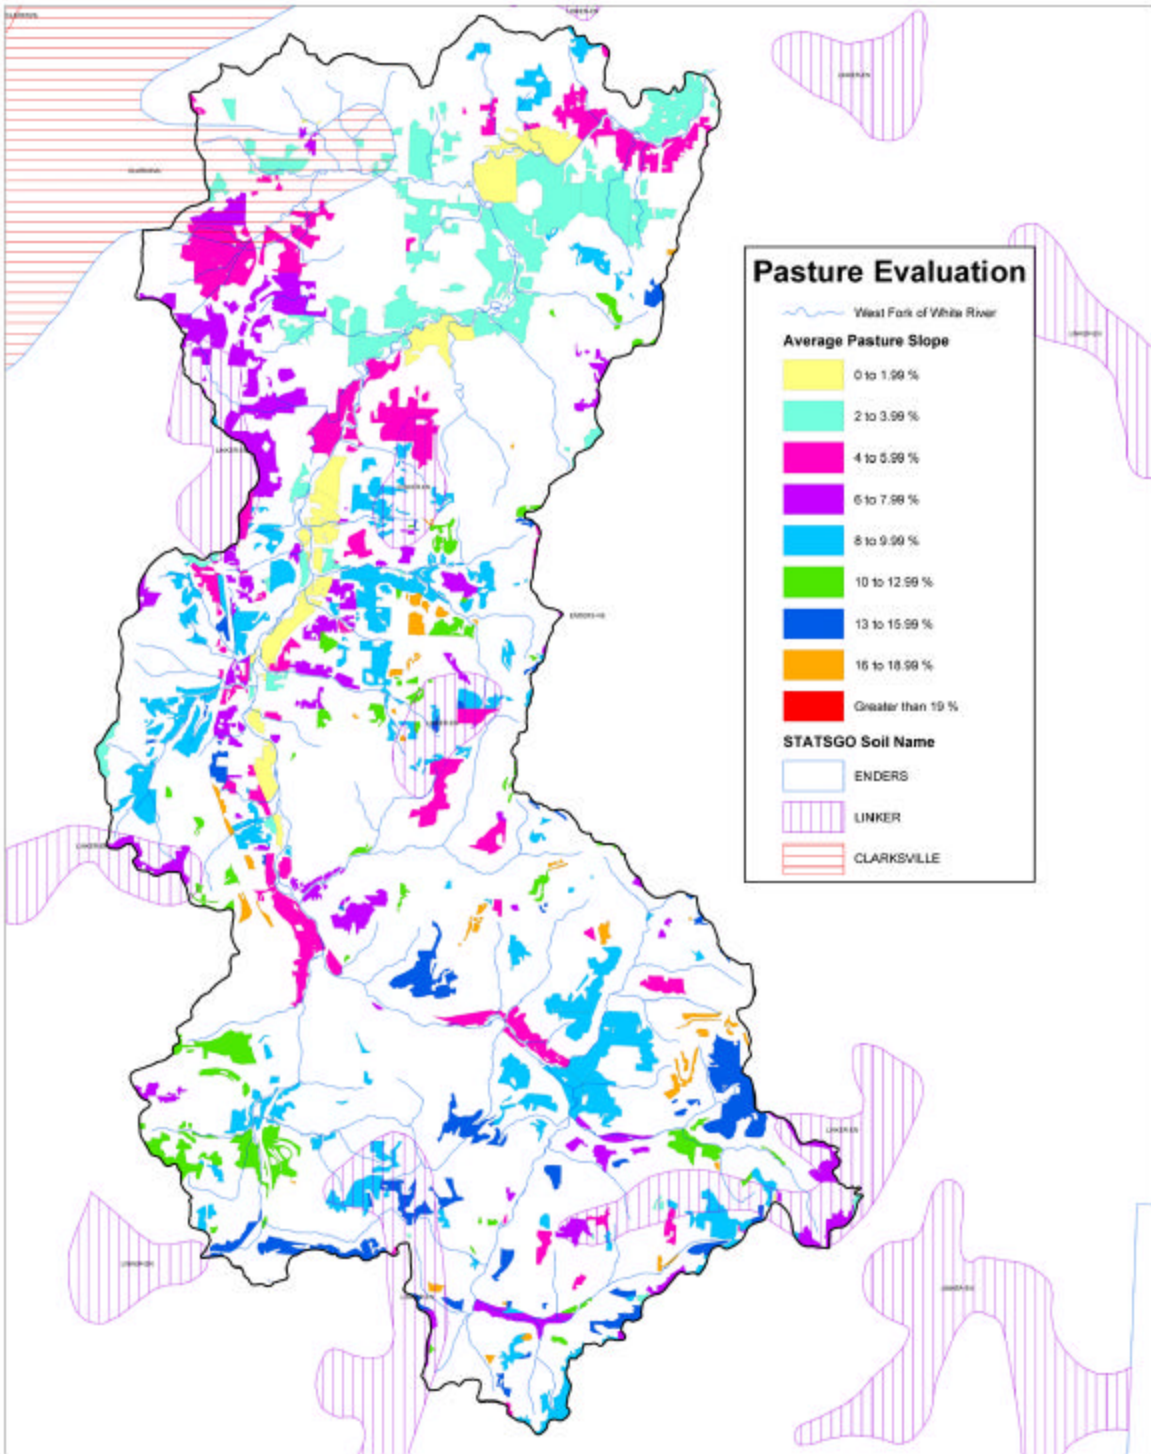 Pasture Evaluation
West Fork of White River
Average Pasture Slope
0 to 1.99 %
2 to 3.99 %
4 to 5.99 %
6 to 7.99 %
8 to 9.99 %
10 to 12.99 %
13 to 15.99 %
16 to 18.99 %
Greater than 19 %
STATSGO Soil Name
ENDERS
LINKER
CLARKSVILLE